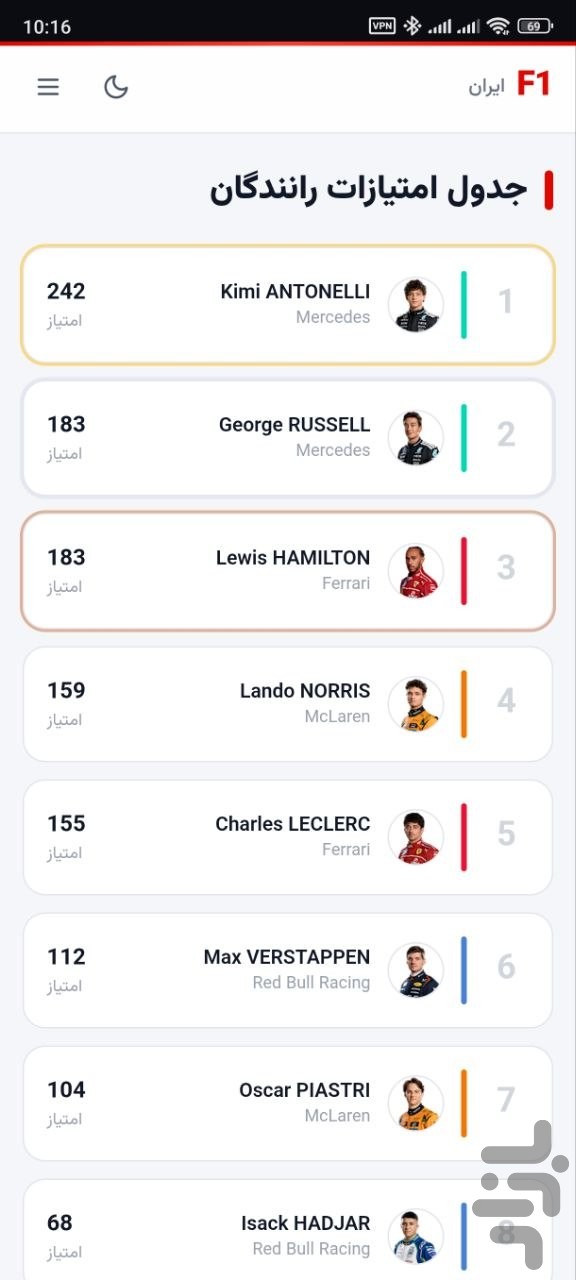 10:16 VPN 69
F1 ایران
جدول امتیازات رانندگان
1 Kimi ANTONELLI 242
Mercedes امتیاز
2 George RUSSELL 183
Mercedes امتیاز
3 Lewis HAMILTON 183
Ferrari امتیاز
4 Lando NORRIS 159
McLaren امتیاز
5 Charles LECLERC 155
Ferrari امتیاز
6 Max VERSTAPPEN 112
Red Bull Racing امتیاز
7 Oscar PIASTRI 104
McLaren امتیاز
8 Isack HADJAR 68
Red Bull Racing امتیاز